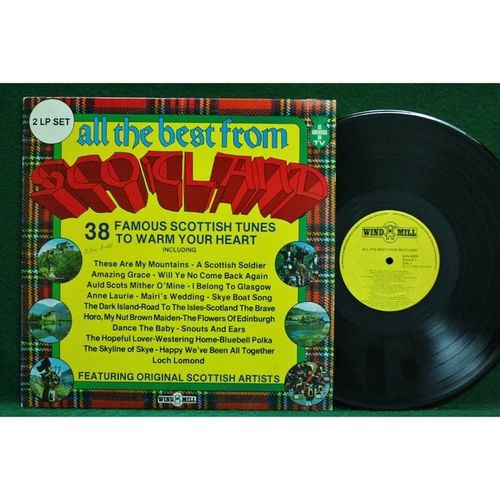 2 LP SET
all the best from
SCOTLAND
AS ADVERTISED ON
TV
38 FAMOUS SCOTTISH TUNES
TO WARM YOUR HEART
INCLUDING
These Are My Mountains - A Scottish Soldier
Amazing Grace - Will Ye No Come Back Again
Auld Scots Mither O'Mine - I Belong To Glasgow
Anne Laurie - Mairi's Wedding - Skye Boat Song
The Dark Island-Road To The Isles-Scotland The Brave
Horo, My Nut Brown Maiden-The Flowers Of Edinburgh
Dance The Baby - Snouts And Ears
The Hopeful Lover-Westering Home-Bluebell Polka
The Skyline of Skye - Happy We've Been All Together
Loch Lomond
FEATURING ORIGINAL SCOTTISH ARTISTS
WIND MILL
WIND MILL
ALL THE BEST FROM SCOTLAND